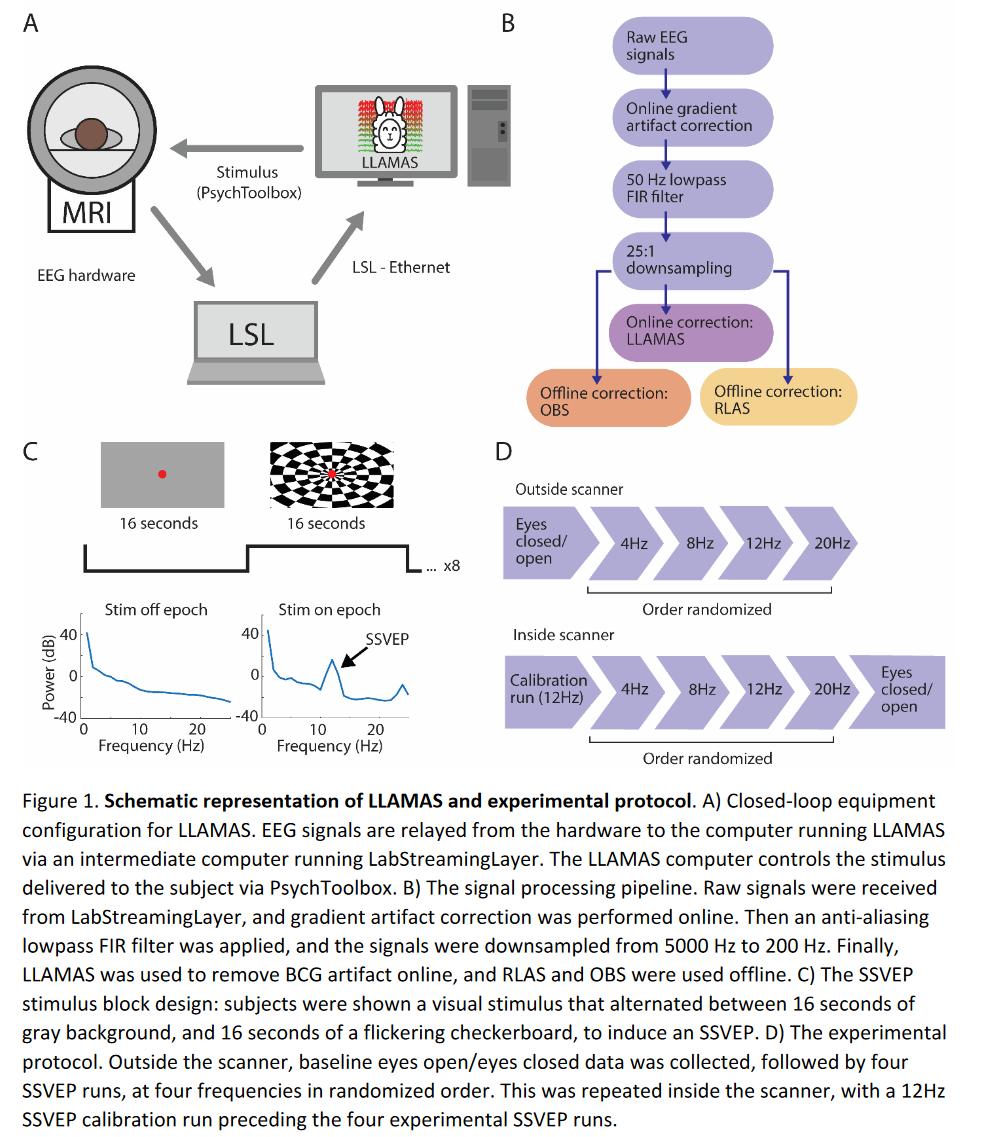 A
MRI
LLAMAS
Stimulus
(PsychToolbox)
EEG hardware
LSL - Ethernet
LSL
B
Raw EEG
signals
Online gradient
artifact correction
50 Hz lowpass
FIR filter
25:1
downsampling
Online correction:
LLAMAS
Offline correction:
OBS
Offline correction:
RLAS
C
16 seconds
16 seconds
... x8
Stim off epoch
Power (dB)
40
0
-40
0
10
20
Frequency (Hz)
Stim on epoch
SSVEP
40
0
-40
0
10
20
Frequency (Hz)
D
Outside scanner
Eyes
closed/
open
4Hz
8Hz
12Hz
20Hz
Order randomized
Inside scanner
Calibration
run (12Hz)
4Hz
8Hz
12Hz
20Hz
Eyes
closed/
open
Order randomized
Figure 1. Schematic representation of LLAMAS and experimental protocol. A) Closed-loop equipment
configuration for LLAMAS. EEG signals are relayed from the hardware to the computer running LLAMAS
via an intermediate computer running LabStreamingLayer. The LLAMAS computer controls the stimulus
delivered to the subject via PsychToolbox. B) The signal processing pipeline. Raw signals were received
from LabStreamingLayer, and gradient artifact correction was performed online. Then an anti-aliasing
lowpass FIR filter was applied, and the signals were downsampled from 5000 Hz to 200 Hz. Finally,
LLAMAS was used to remove BCG artifact online, and RLAS and OBS were used offline. C) The SSVEP
stimulus block design: subjects were shown a visual stimulus that alternated between 16 seconds of
gray background, and 16 seconds of a flickering checkerboard, to induce an SSVEP. D) The experimental
protocol. Outside the scanner, baseline eyes open/eyes closed data was collected, followed by four
SSVEP runs, at four frequencies in randomized order. This was repeated inside the scanner, with a 12Hz
SSVEP calibration run preceding the four experimental SSVEP runs.